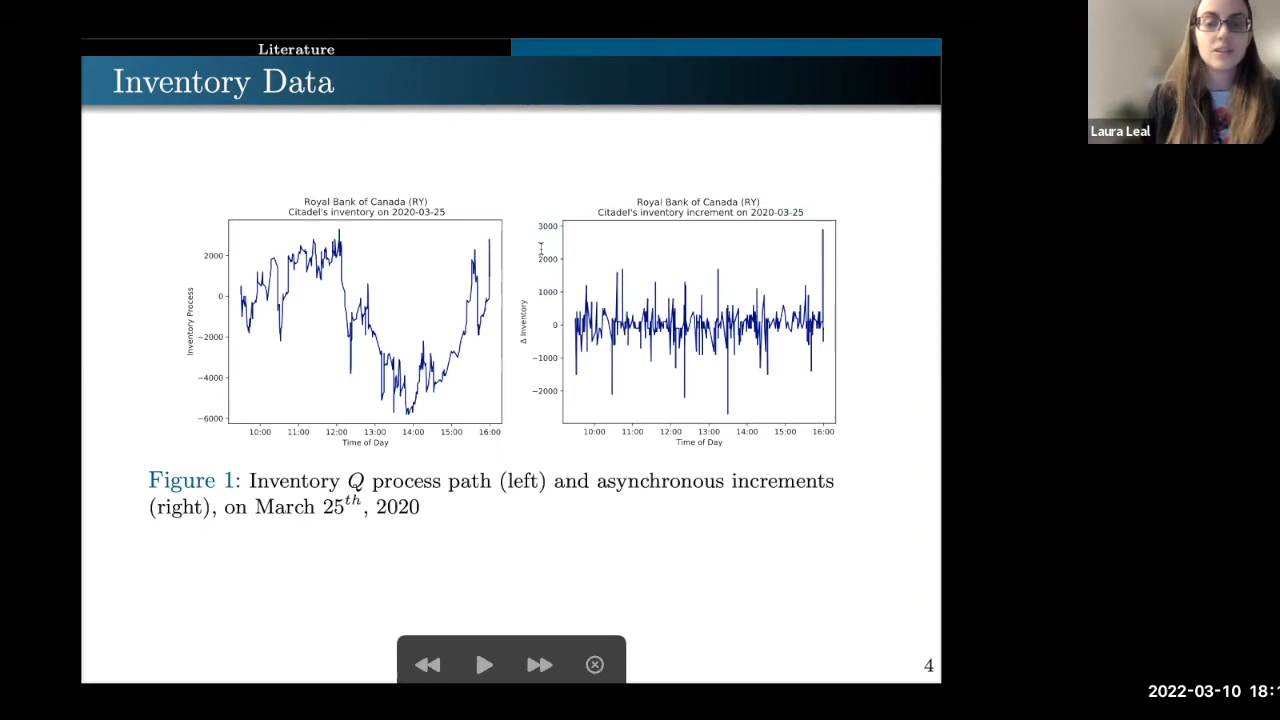 Literature
Inventory Data
Laura Leal
Royal Bank of Canada (RY)
Citadel's inventory on 2020-03-25
Inventory Process
2000
0
−2000
−4000
−6000
10:00 11:00 12:00 13:00 14:00 15:00 16:00
Time of Day
Royal Bank of Canada (RY)
Citadel's inventory increment on 2020-03-25
Δ Inventory
3000
2000
1000
0
−1000
−2000
10:00 11:00 12:00 13:00 14:00 15:00 16:00
Time of Day
Figure 1: Inventory Q process path (left) and asynchronous increments
(right), on March 25th, 2020
4
2022-03-10 18: